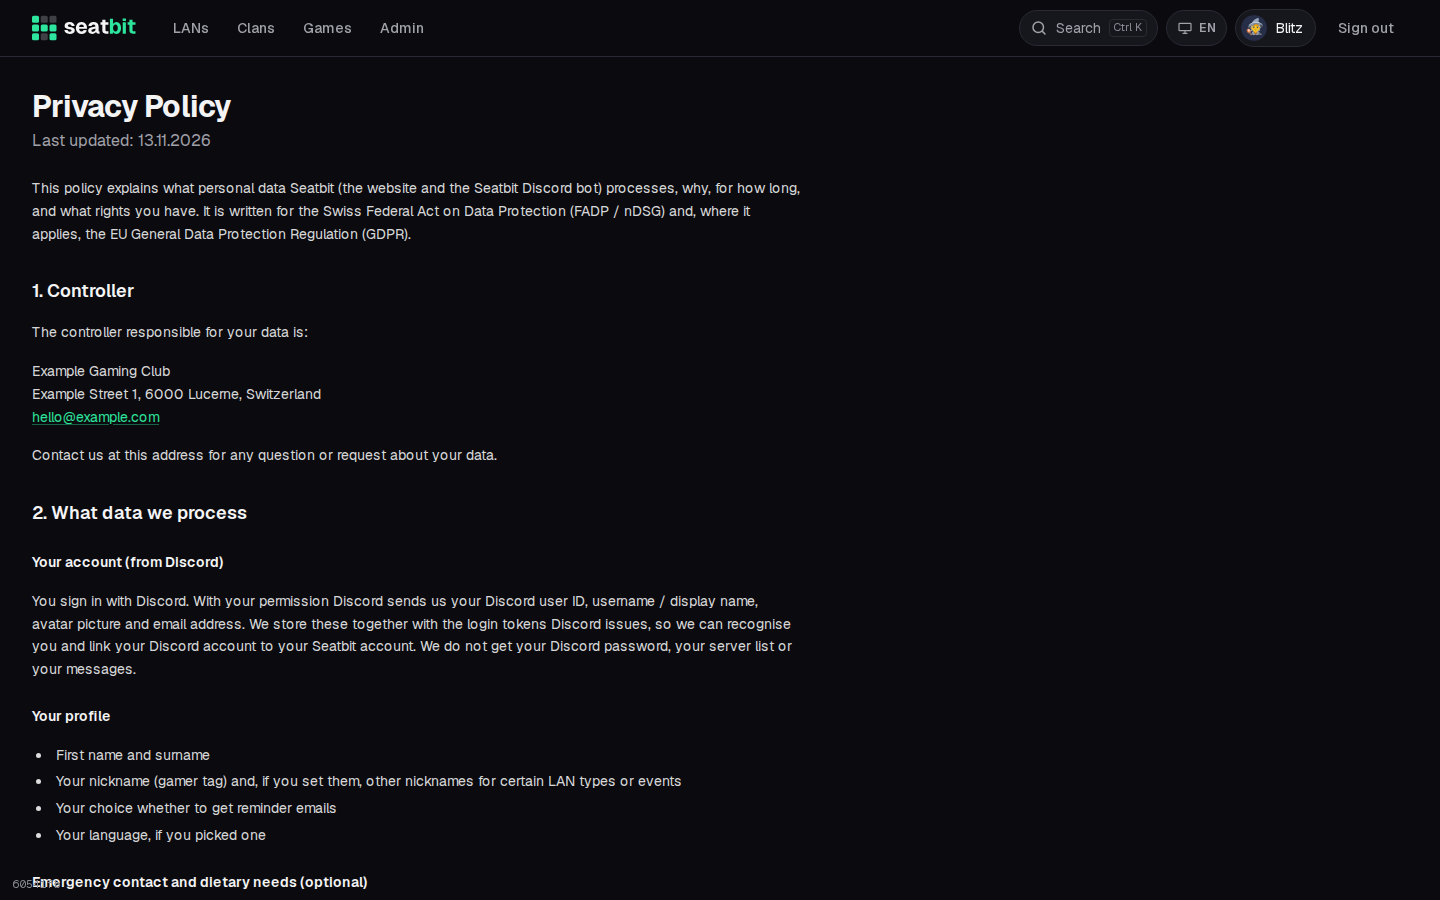 seatbit
LANs
Clans
Games
Admin
Search
Ctrl K
EN
Blitz
Sign out
Privacy Policy
Last updated: 13.11.2026
This policy explains what personal data Seatbit (the website and the Seatbit Discord bot) processes, why, for how long,
and what rights you have. It is written for the Swiss Federal Act on Data Protection (FADP / nDSG) and, where it
applies, the EU General Data Protection Regulation (GDPR).
1. Controller
The controller responsible for your data is:
Example Gaming Club
Example Street 1, 6000 Lucerne, Switzerland
hello@example.com
Contact us at this address for any question or request about your data.
2. What data we process
Your account (from Discord)
You sign in with Discord. With your permission Discord sends us your Discord user ID, username / display name,
avatar picture and email address. We store these together with the login tokens Discord issues, so we can recognise
you and link your Discord account to your Seatbit account. We do not get your Discord password, your server list or
your messages.
Your profile
• First name and surname
• Your nickname (gamer tag) and, if you set them, other nicknames for certain LAN types or events
• Your choice whether to get reminder emails
• Your language, if you picked one
Emergency contact and dietary needs (optional)